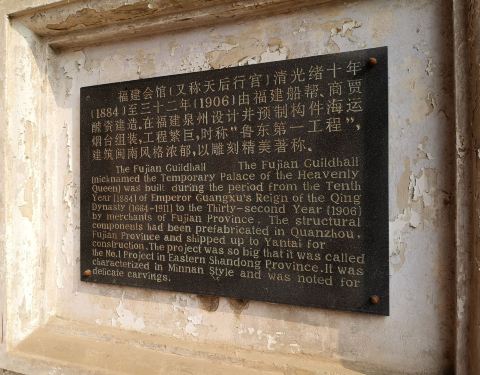 福建会馆(又称天后行宫)清光绪十年
(1884)至三十二年(1906)由福建船帮、商贾
醵资建造。在福建泉州设计并预制构件海运
烟台组装,工程繁巨,时称"鲁东第一工程",
建筑闽南风格浓郁,以雕刻精美著称。
The Fujian Guildhall The Fujian Guildhall
(nicknamed the Temporary Palace of the Heavenly
Queen) was built during the period from the Tenth
Year (1884) of Emperor Guangxu's Reign of the Qing
Dynasty (1664-1911) to the Thirty-second Year (1906)
by merchants of Fujian Province. The structural
components had been prefabricated in Quanzhou,
Fujian Province and shipped up to Yantai for
construction. The project was so big that it was called
the No.1 Project in Eastern Shandong Province. It was
characterized in Minnan Style and was noted for
delicate carvings.